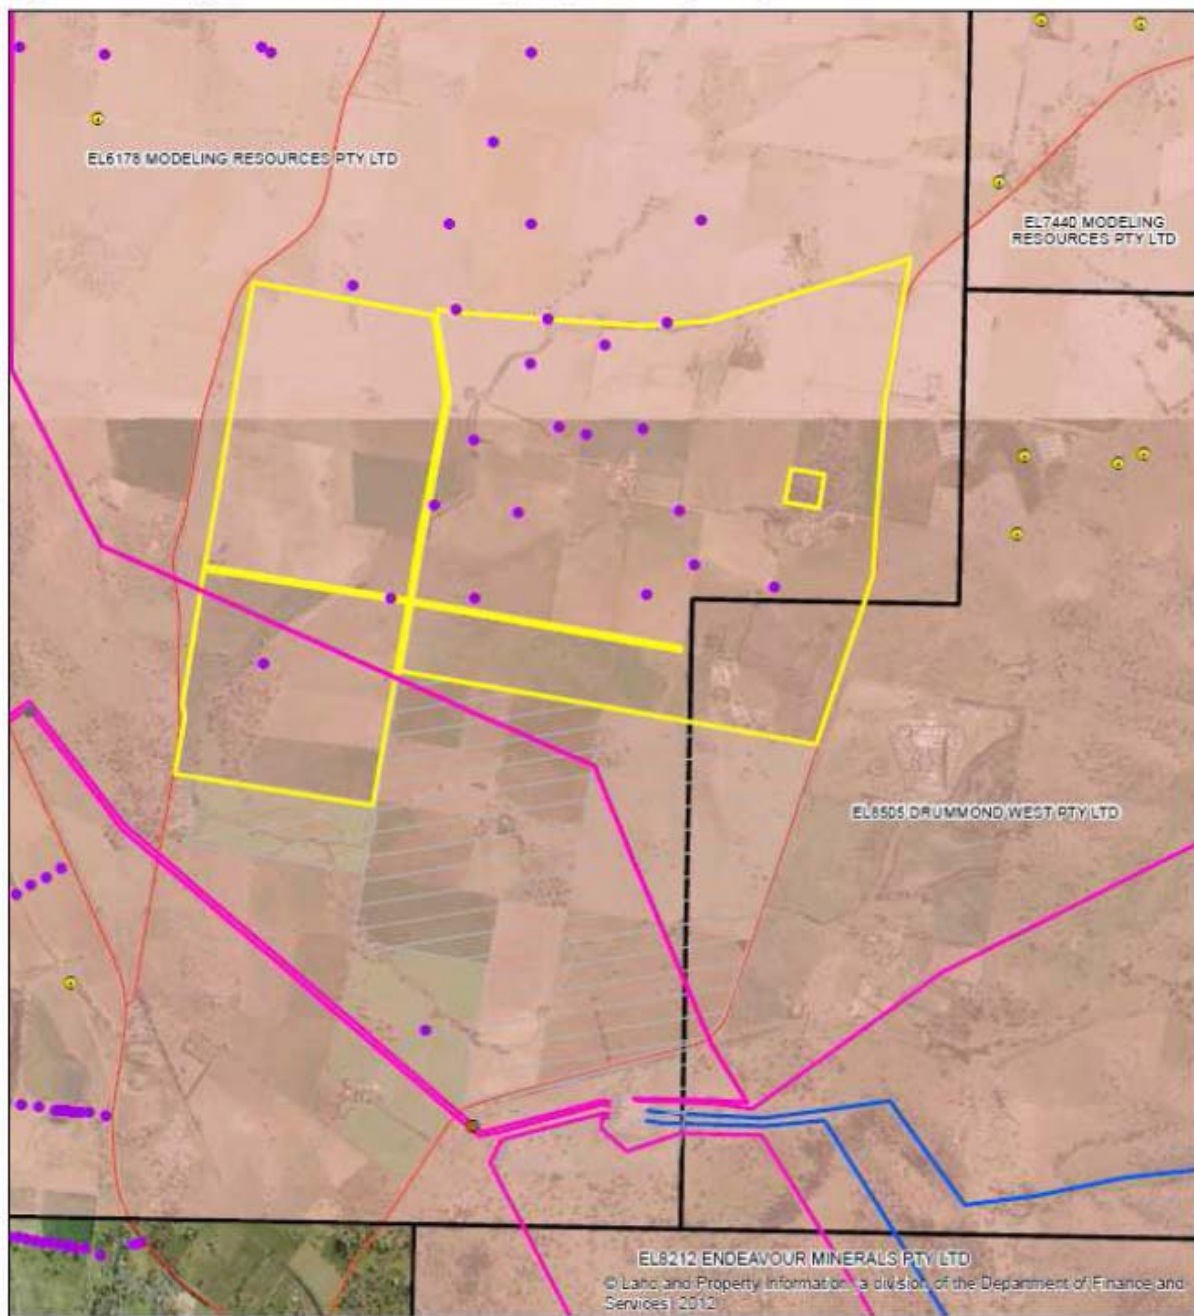 EL6178 MODELING RESOURCES PTY LTD
EL7440 MODELING
RESOURCES PTY LTD
EL8505 DRUMMOND WEST PTY LTD
EL8212 ENDEAVOUR MINERALS PTY LTD
© Land and Property Information a division of the Department of Finance and
Services 2012